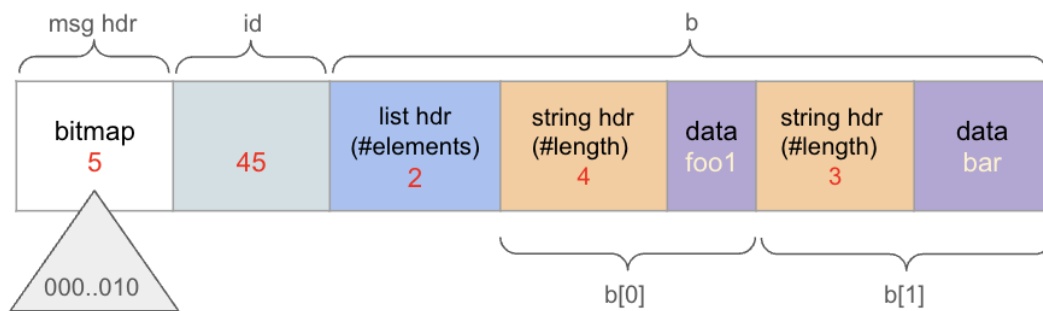 msg hdr
id
b
bitmap
5
45
list hdr
(#elements)
2
string hdr
(#length)
4
data
foo1
string hdr
(#length)
3
data
bar
000..010
b[0]
b[1]